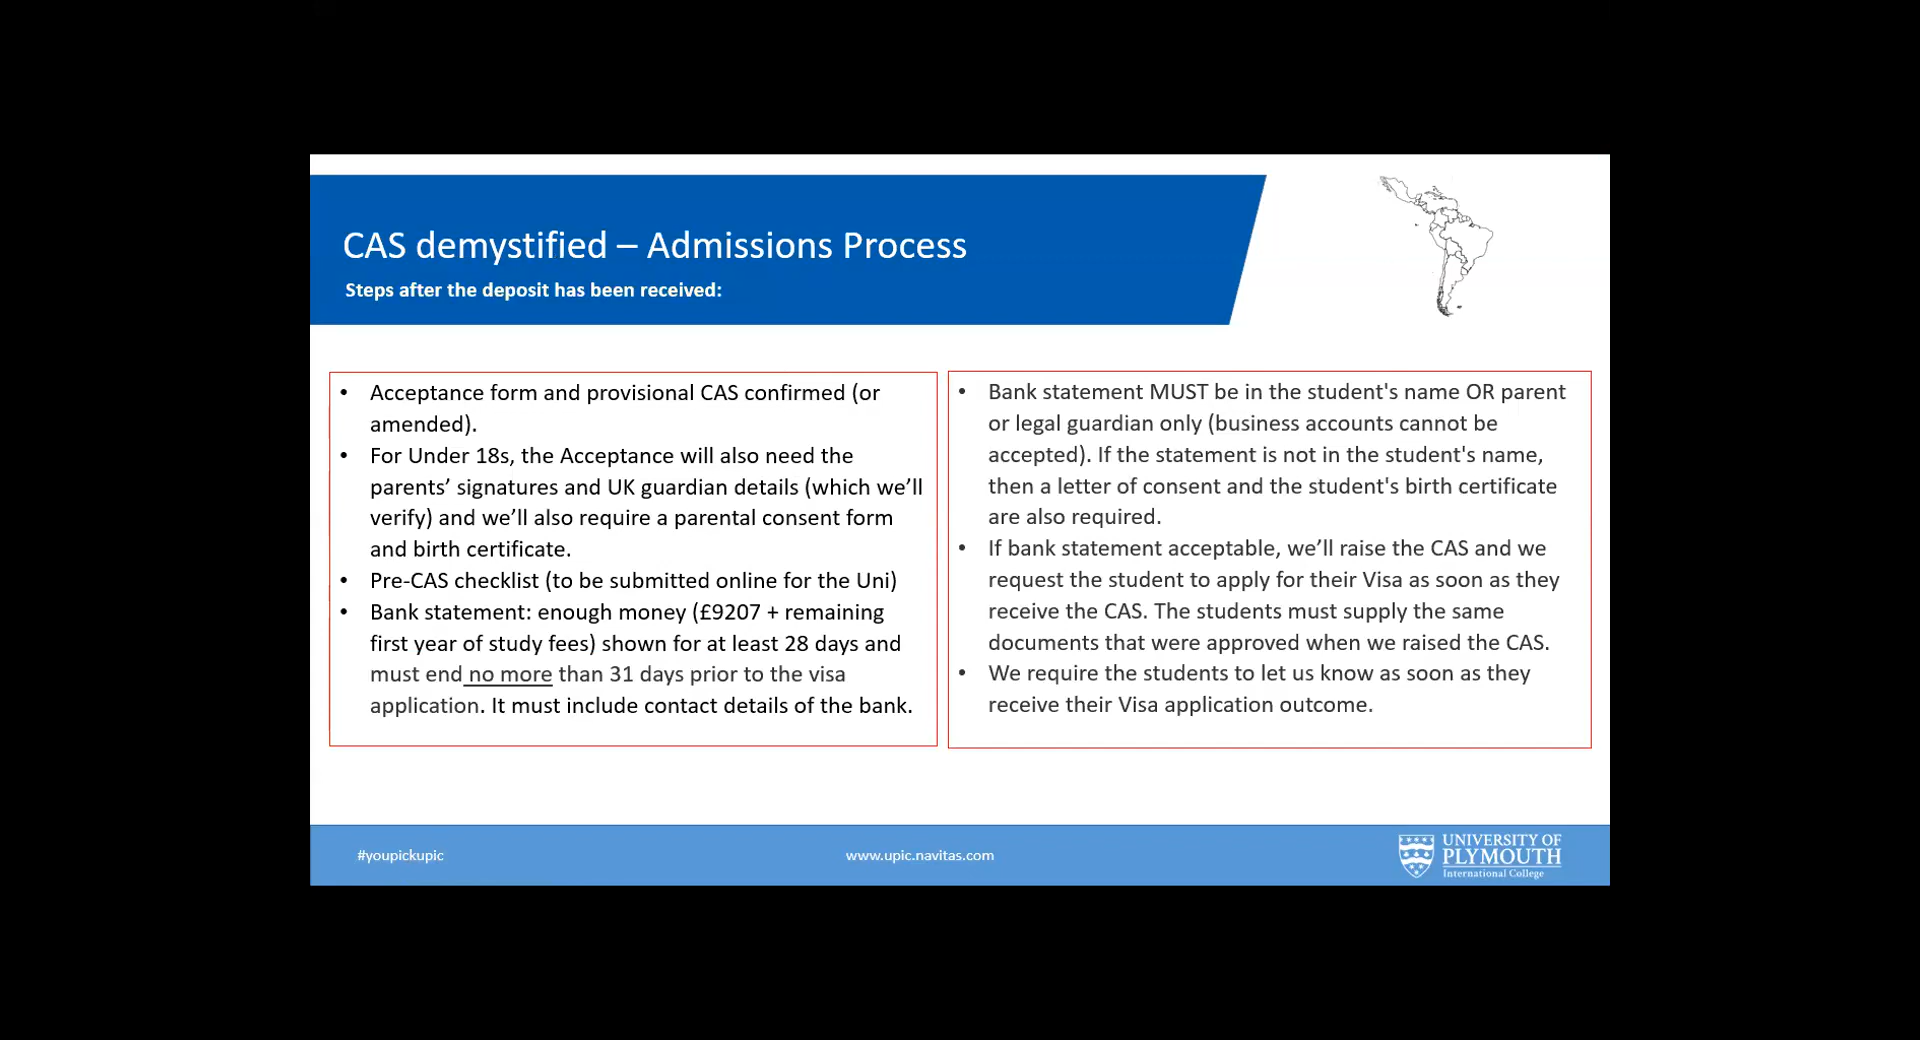 CAS demystified – Admissions Process
Steps after the deposit has been received:
• Acceptance form and provisional CAS confirmed (or
amended).
• For Under 18s, the Acceptance will also need the
parents’ signatures and UK guardian details (which we’ll
verify) and we’ll also require a parental consent form
and birth certificate.
• Pre-CAS checklist (to be submitted online for the Uni)
• Bank statement: enough money (£9207 + remaining
first year of study fees) shown for at least 28 days and
must end no more than 31 days prior to the visa
application. It must include contact details of the bank.
• Bank statement MUST be in the student's name OR parent
or legal guardian only (business accounts cannot be
accepted). If the statement is not in the student's name,
then a letter of consent and the student's birth certificate
are also required.
• If bank statement acceptable, we’ll raise the CAS and we
request the student to apply for their Visa as soon as they
receive the CAS. The students must supply the same
documents that were approved when we raised the CAS.
• We require the students to let us know as soon as they
receive their Visa application outcome.
#youpickupic
www.upic.navitas.com
UNIVERSITY OF
PLYMOUTH
International College